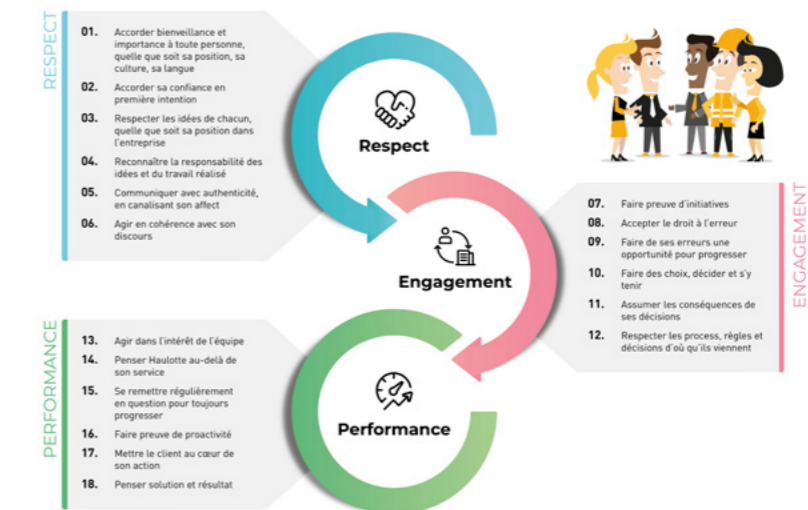 RESPECT
01. Accorder bienveillance et
importance à toute personne,
quelle que soit sa position, sa
culture, sa langue
02. Accorder sa confiance en
première intention
03. Respecter les idées de chacun,
quelle que soit sa position dans
l'entreprise
04. Reconnaître la responsabilité des
idées et du travail réalisé
05. Communiquer avec authenticité,
en canalisant son affect
06. Agir en cohérence avec son
discours
Respect
Engagement
ENGAGEMENT
07. Faire preuve d'initiatives
08. Accepter le droit à l'erreur
09. Faire de ses erreurs une
opportunité pour progresser
10. Faire des choix, décider et s'y
tenir
11. Assumer les conséquences de
ses décisions
12. Respecter les process, règles et
décisions d'où qu'ils viennent
PERFORMANCE
13. Agir dans l'intérêt de l'équipe
14. Penser Haulotte au-delà de
son service
15. Se remettre régulièrement
en question pour toujours
progresser
16. Faire preuve de proactivité
17. Mettre le client au cœur de
son action
18. Penser solution et résultat
Performance